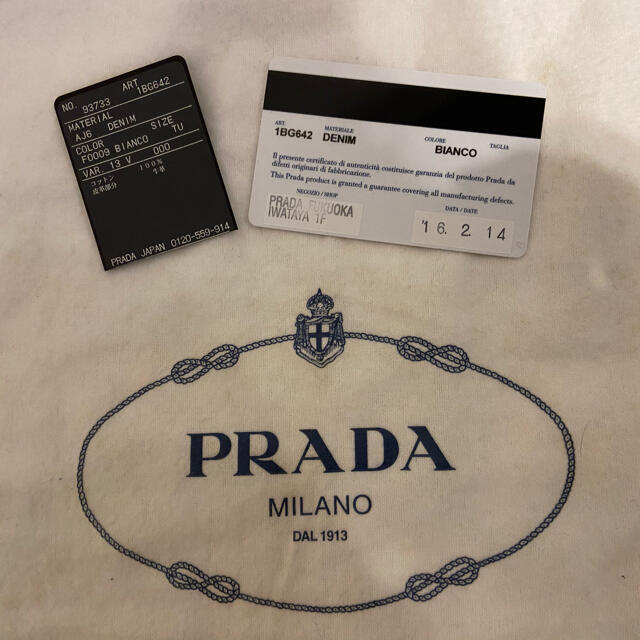 NO. 93733 ART 1BG642
MATERIAL
AJ6 DENIM
COLOR SIZE
F0009 BIANCO TU
VAR. 13 V 000
コットン 100%
皮革部分 牛革
PRADA JAPAN 0120-559-914
ART. MATERIALE COLORE TAGLIA
1BG642 DENIM BIANCO
Il presente certificato di autenticità costituisce garanzia del prodotto Prada da
difetti originari di fabbricazione.
This Prada product is granted a guarantee covering all manufacturing defects.
NEGOZIO / SHOP
PRADA FUKUOKA
IWATAYA 1F
DATA / DATE
'16. 2. 14
PRADA
MILANO
DAL 1913